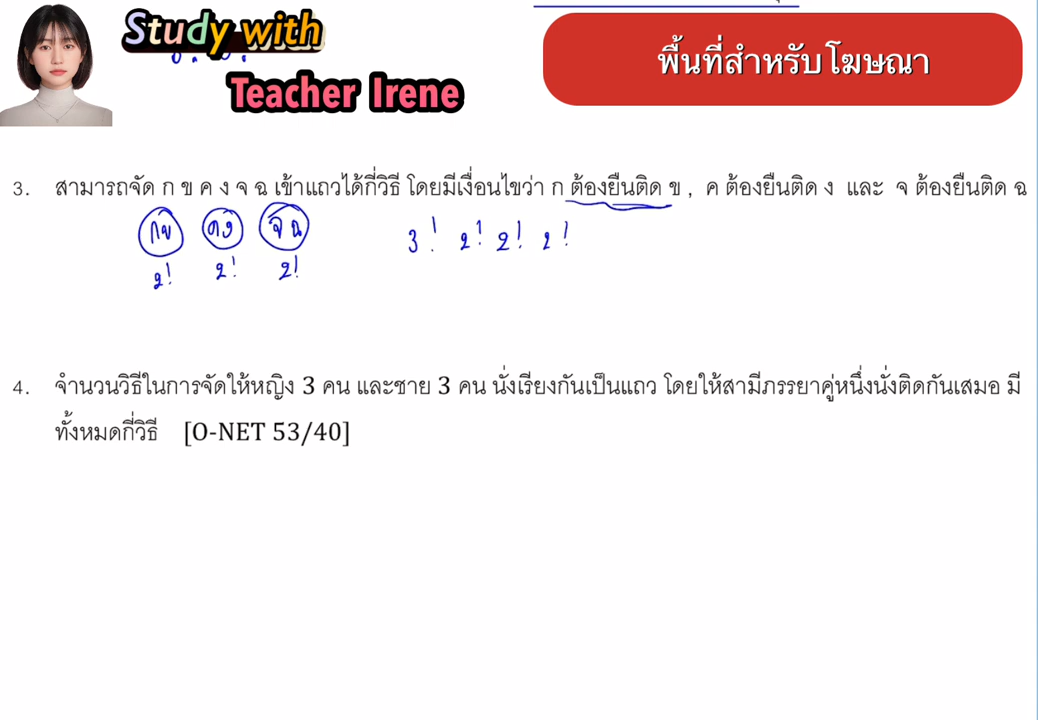 Study with
Teacher Irene
พื้นที่สำหรับโฆษณา
3. สามารถจัด ก ข ค ง จ ฉ เข้าแถวได้กี่วิธี โดยมีเงื่อนไขว่า ก ต้องยืนติด ข , ค ต้องยืนติด ง และ จ ต้องยืนติด ฉ
กข คง จฉ 3! 2! 2! 2!
2! 2! 2!
4. จำนวนวิธีในการจัดให้หญิง 3 คน และชาย 3 คน นั่งเรียงกันเป็นแถว โดยให้สามีภรรยาคู่หนึ่งนั่งติดกันเสมอ มี
ทั้งหมดกี่วิธี [O-NET 53/40]